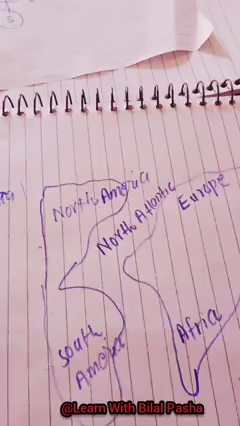 North America
North Atlantic
Europe
South
America
Africa
@Learn With Bilal Pasha